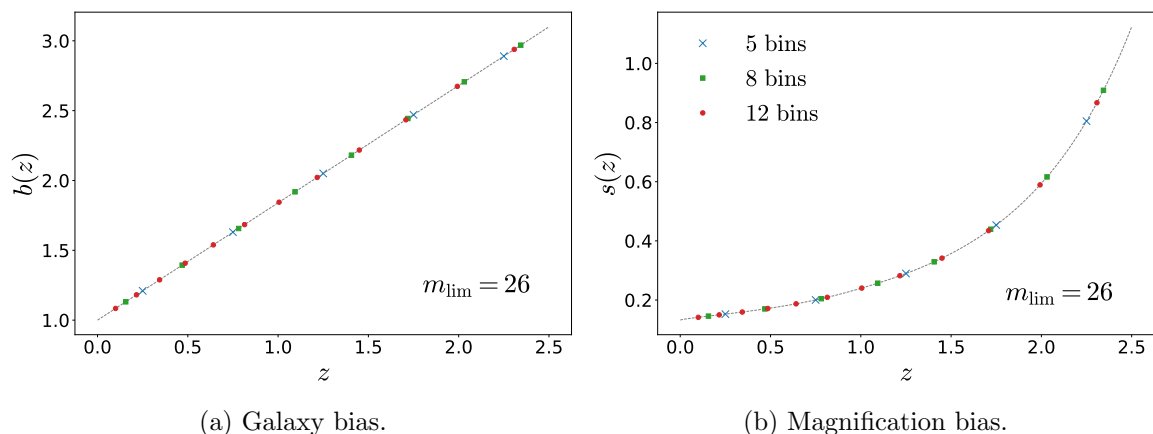 3.0
2.5
2.0
1.5
1.0
b(z)
m_lim = 26
0.0 0.5 1.0 1.5 2.0 2.5
z
(a) Galaxy bias.
1.0
0.8
0.6
0.4
0.2
s(z)
5 bins
8 bins
12 bins
m_lim = 26
0.0 0.5 1.0 1.5 2.0 2.5
z
(b) Magnification bias.